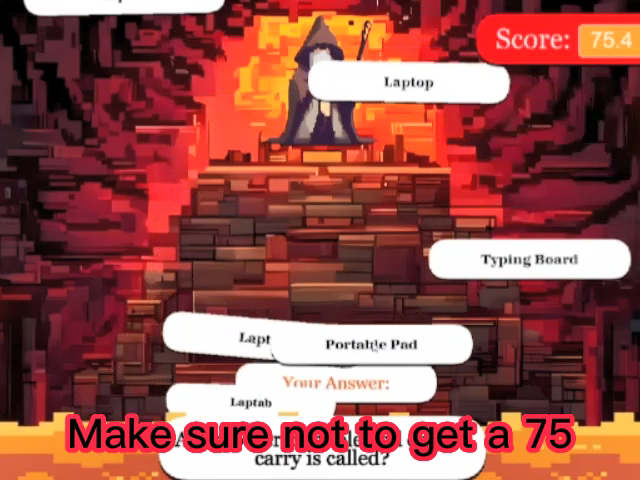 Score: 75.4
Laptop
Typing Board
Lapt
Portable Pad
Your Answer:
Laptab
Make sure not to get a 75
carry is called?